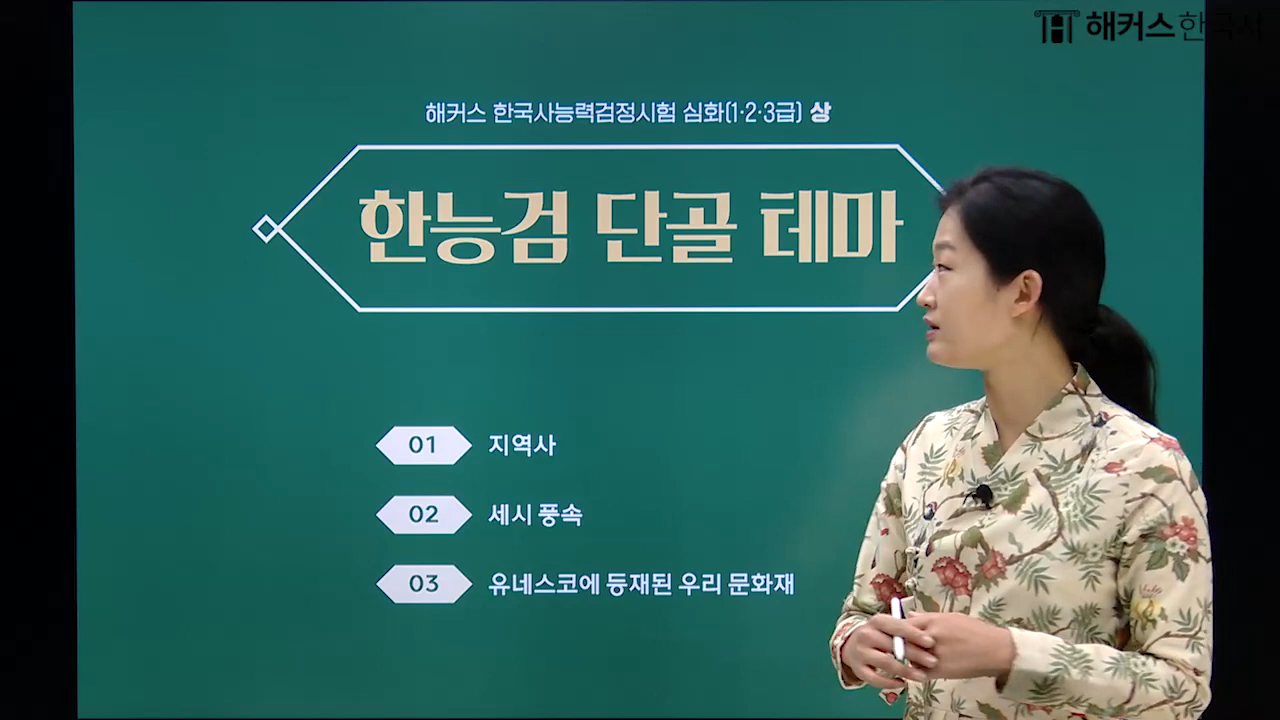 해커스한국사
해커스 한국사능력검정시험 심화(1·2·3급) 상
한능검 단골 테마
01 지역사
02 세시 풍속
03 유네스코에 등재된 우리 문화재